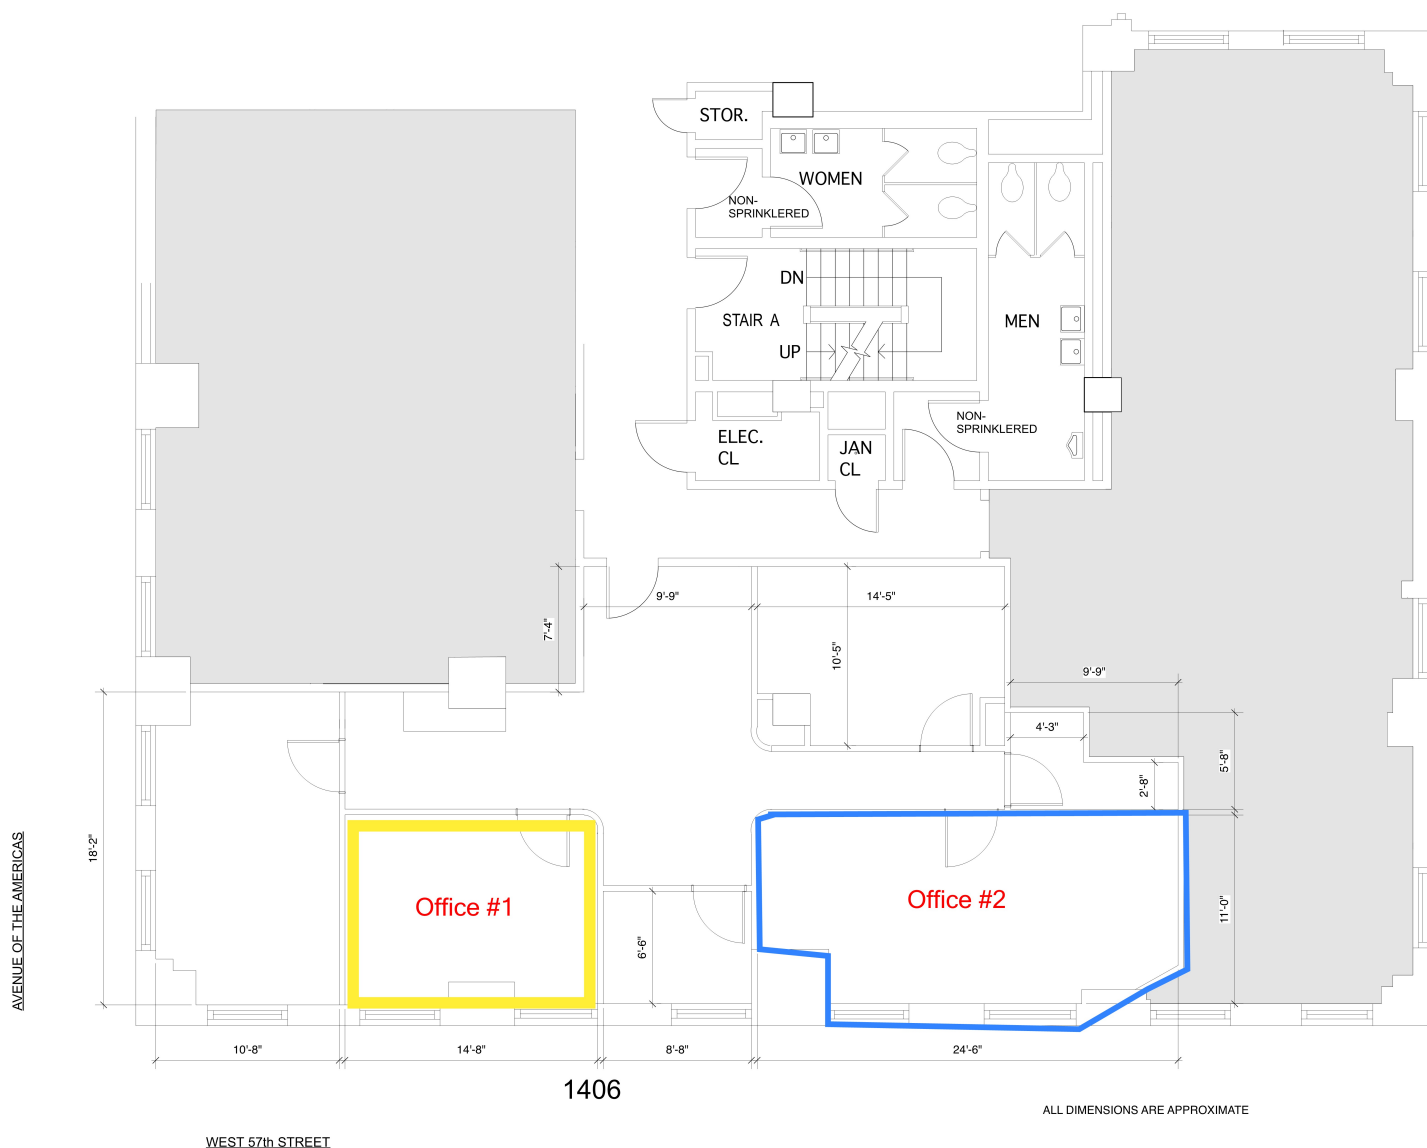 STOR.
WOMEN
NON-
SPRINKLERED
DN
STAIR A
UP
MEN
NON-
SPRINKLERED
ELEC.
CL
JAN
CL
9'-9"
14'-5"
7'-4"
10'-5"
9'-9"
4'-3"
5'-8"
2'-8"
18'-2"
AVENUE OF THE AMERICAS
Office #1
Office #2
11'-0"
6'-6"
10'-8"
14'-8"
8'-8"
24'-6"
1406
ALL DIMENSIONS ARE APPROXIMATE
WEST 57th STREET